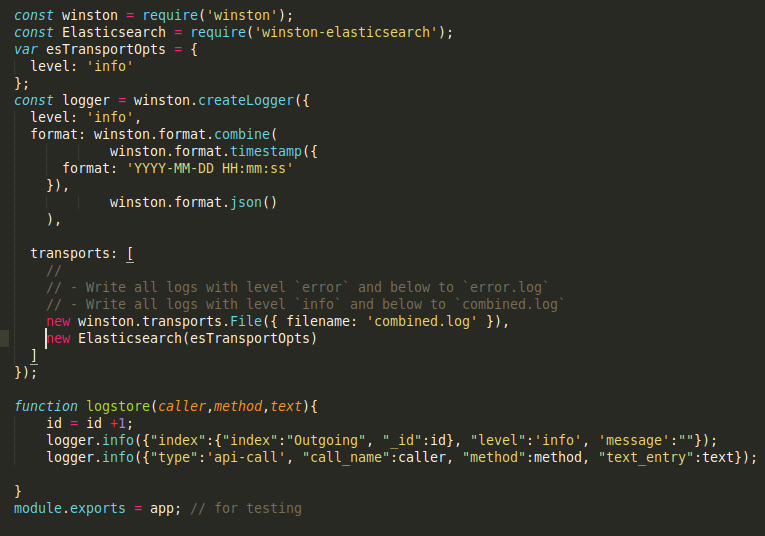 const winston = require('winston');
const Elasticsearch = require('winston-elasticsearch');
var esTransportOpts = {
  level: 'info'
};
const logger = winston.createLogger({
  level: 'info',
  format: winston.format.combine(
            winston.format.timestamp({
      format: 'YYYY-MM-DD HH:mm:ss'
    }),
            winston.format.json()
    ),

  transports: [
    //
    // - Write all logs with level `error` and below to `error.log`
    // - Write all logs with level `info` and below to `combined.log`
    new winston.transports.File({ filename: 'combined.log' }),
    new Elasticsearch(esTransportOpts)
  ]
});

function logstore(caller,method,text){
    id = id +1;
    logger.info({"index":{"index":"Outgoing", "_id":id}, "level":'info', 'message':""});
    logger.info({"type":'api-call', "call_name":caller, "method":method, "text_entry":text});

}
module.exports = app; // for testing